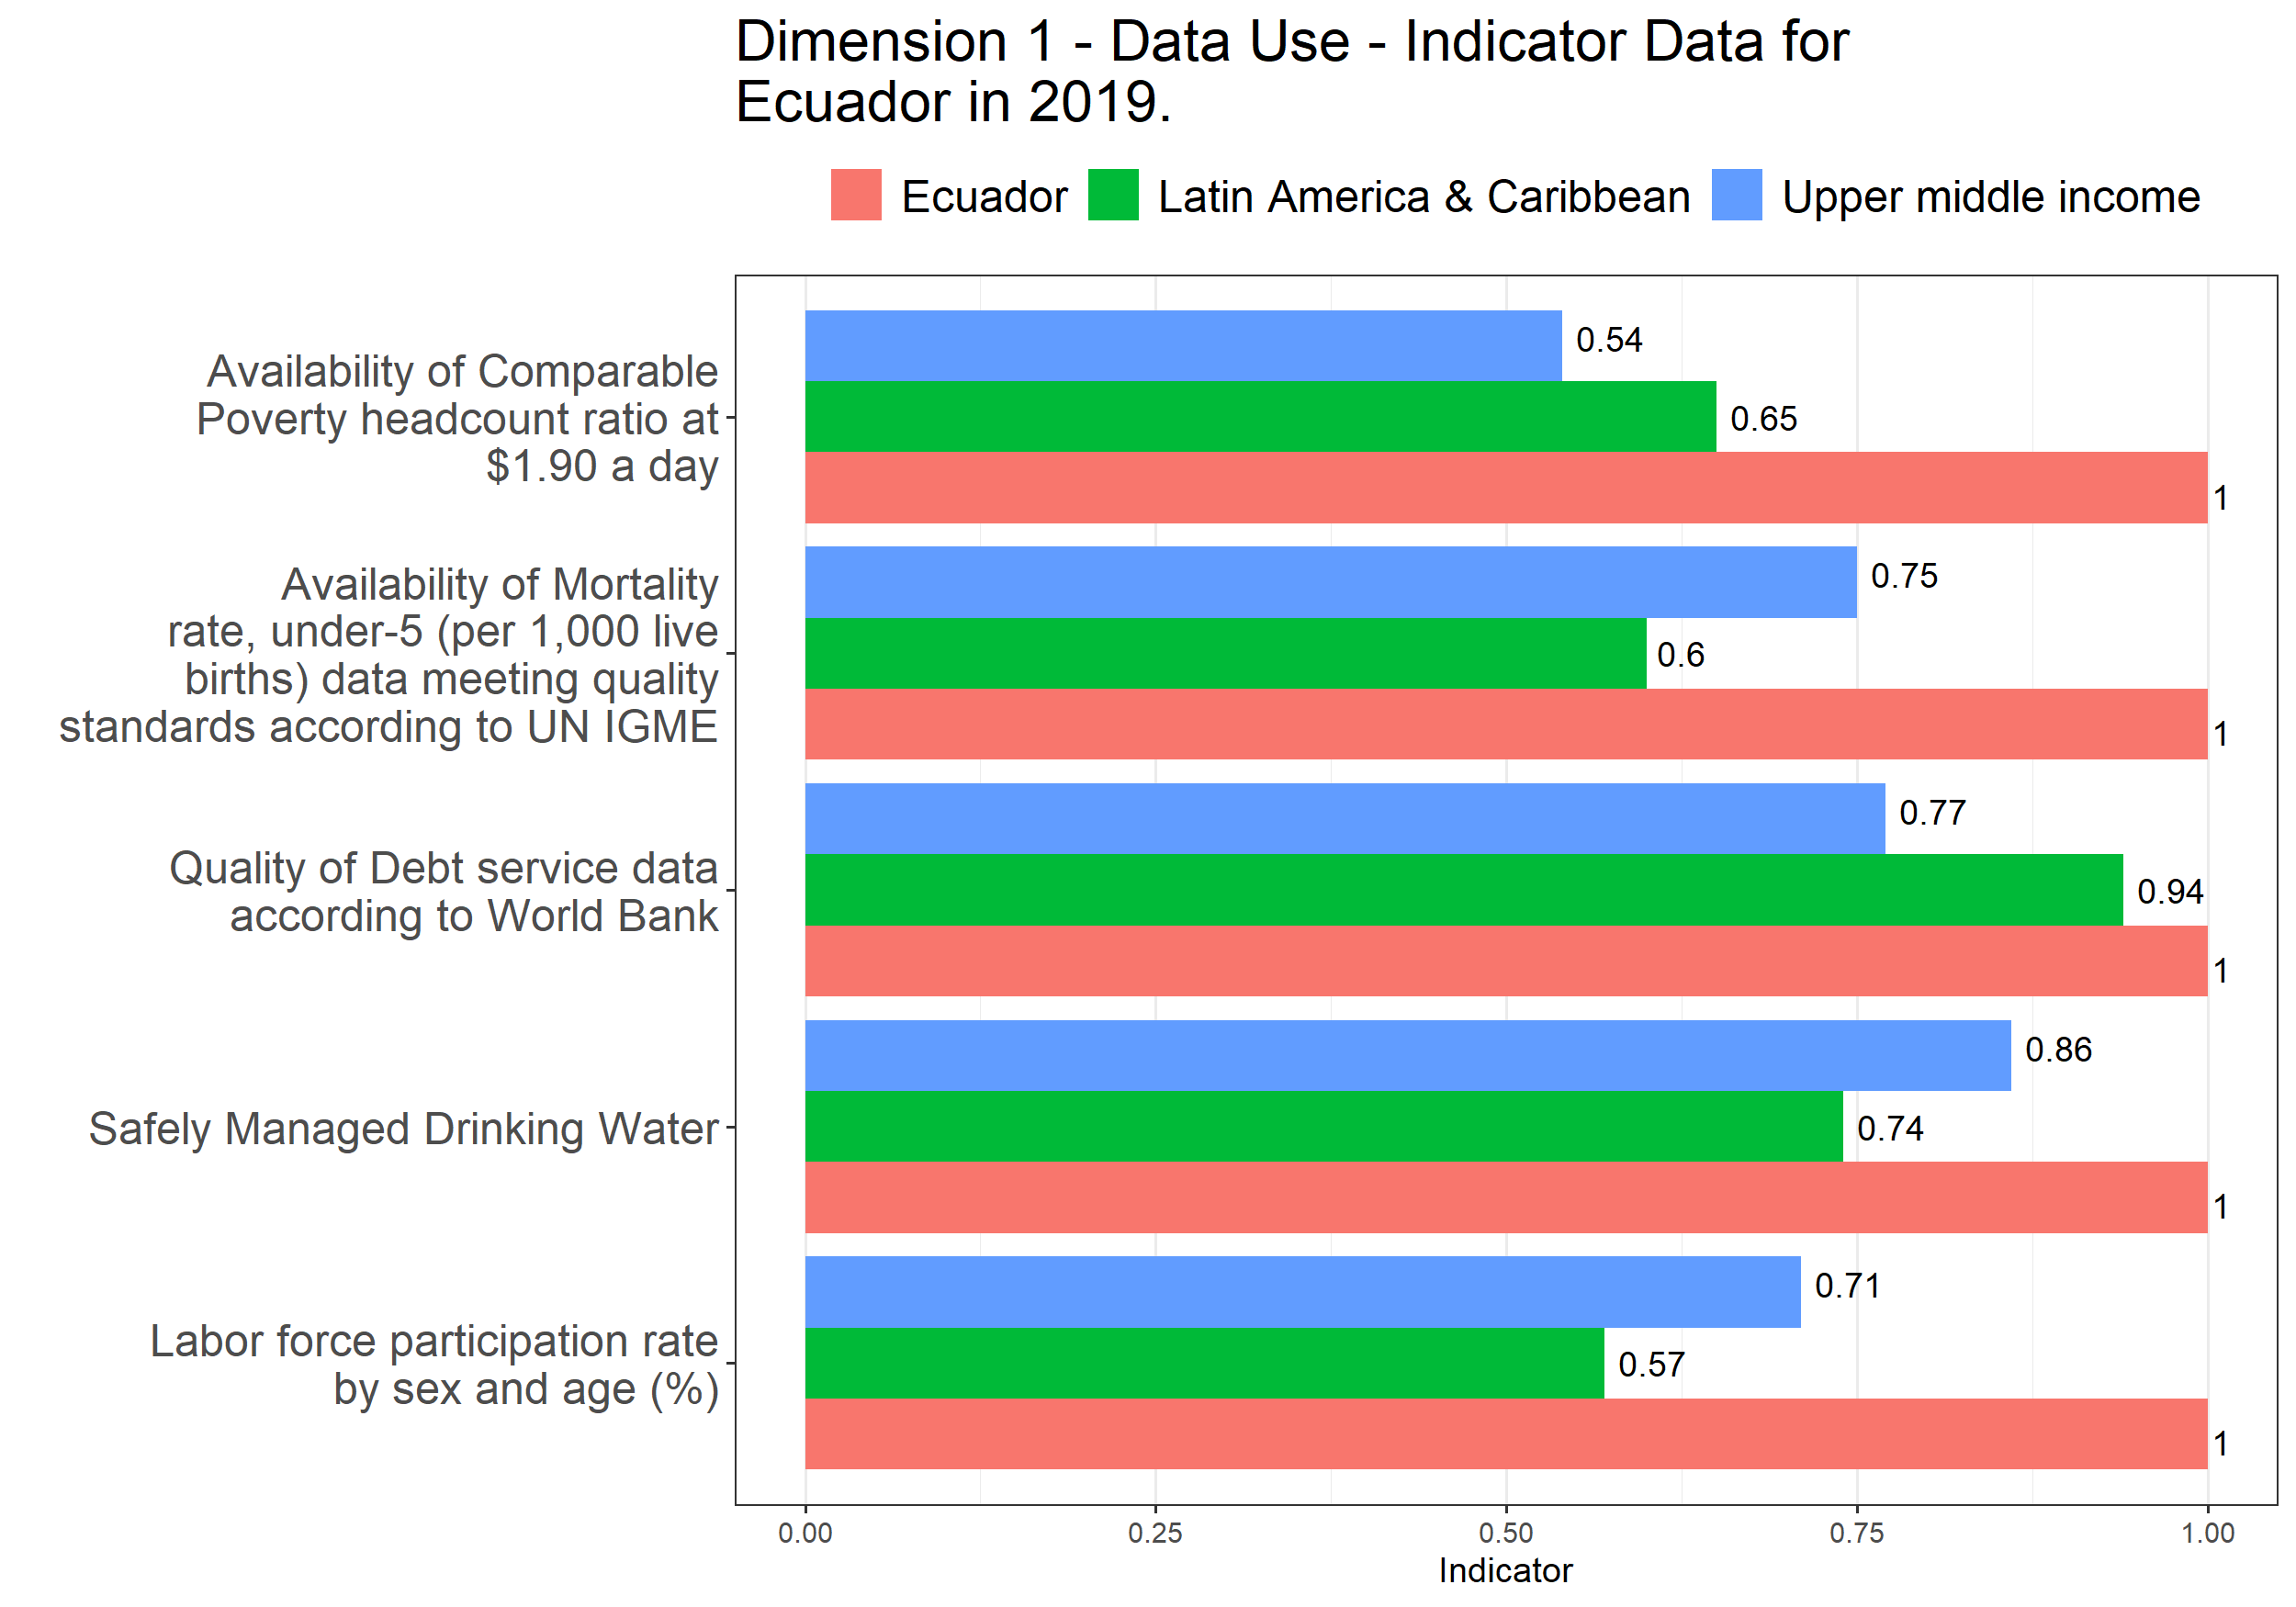 Dimension 1 - Data Use - Indicator Data for
Ecuador in 2019.
Ecuador Latin America & Caribbean Upper middle income
Availability of Comparable
Poverty headcount ratio at
$1.90 a day
0.54
0.65
1
Availability of Mortality
rate, under-5 (per 1,000 live
births) data meeting quality
standards according to UN IGME
0.75
0.6
1
Quality of Debt service data
according to World Bank
0.77
0.94
1
Safely Managed Drinking Water
0.86
0.74
1
Labor force participation rate
by sex and age (%)
0.71
0.57
1
0.00 0.25 0.50 0.75 1.00
Indicator